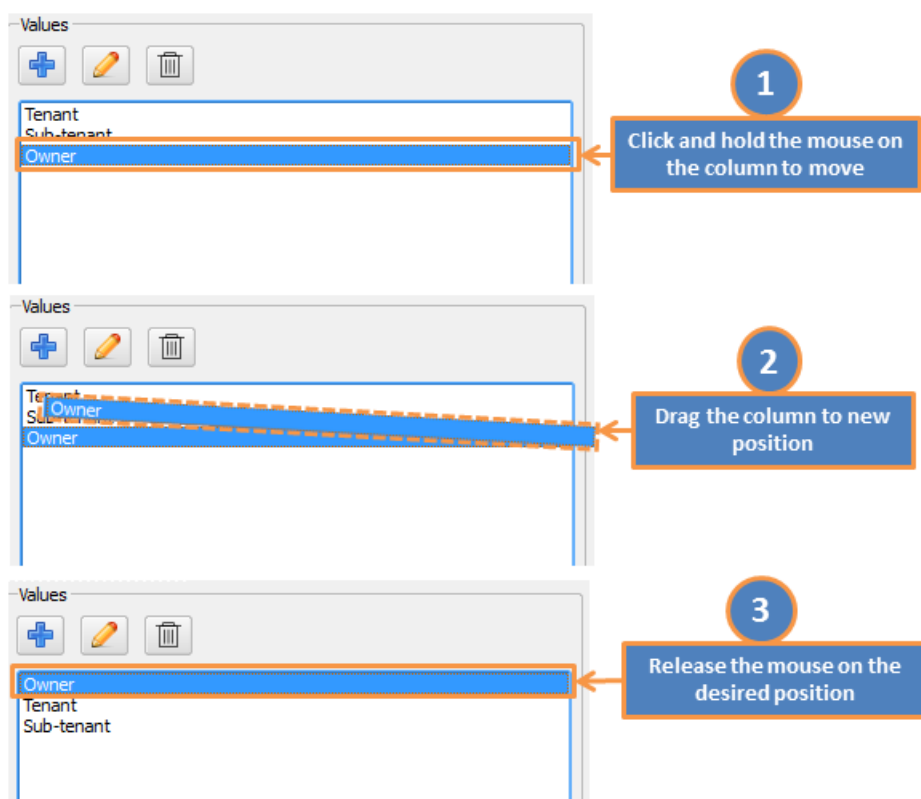 Values
Tenant
Sub-tenant
Owner
1
Click and hold the mouse on
the column to move
Values
Tenant
Owner
Owner
2
Drag the column to new
position
Values
Owner
Tenant
Sub-tenant
3
Release the mouse on the
desired position